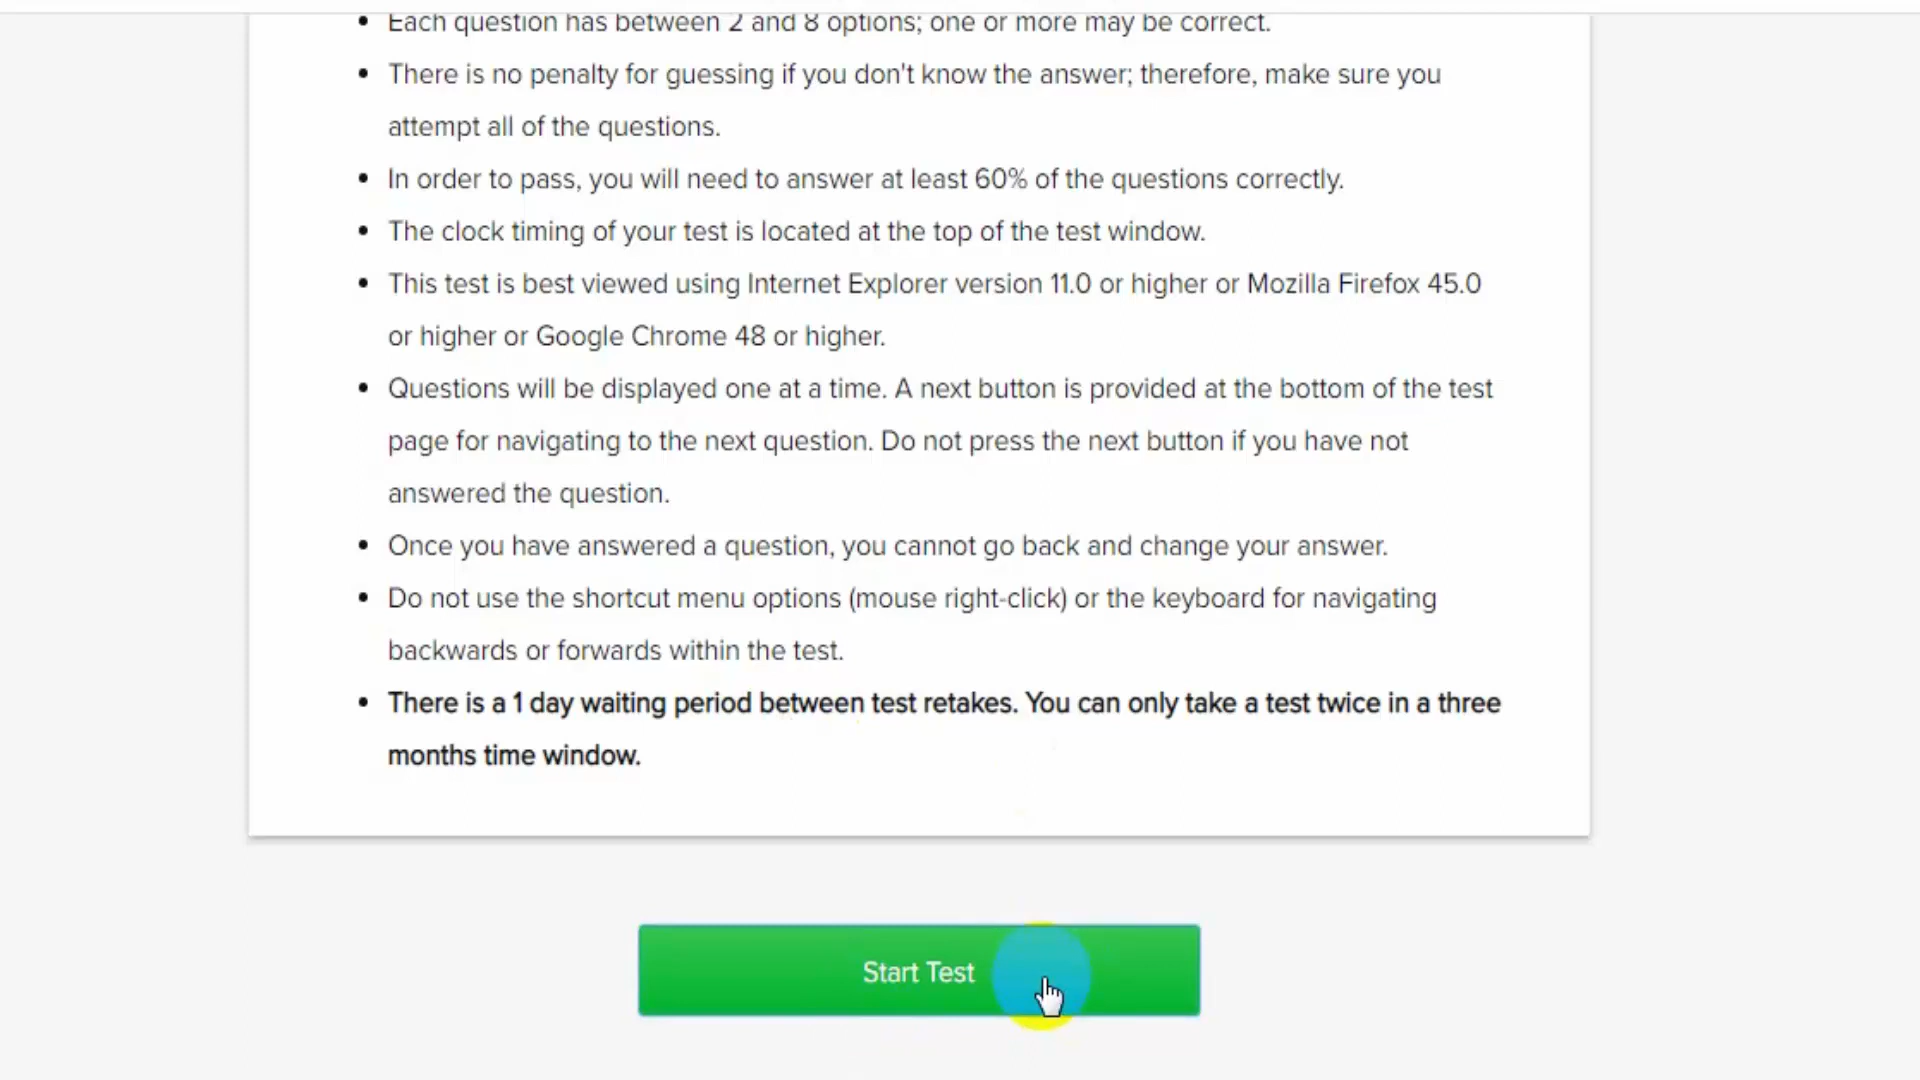 Each question has between 2 and 8 options; one or more may be correct.
There is no penalty for guessing if you don't know the answer; therefore, make sure you
attempt all of the questions.
In order to pass, you will need to answer at least 60% of the questions correctly.
The clock timing of your test is located at the top of the test window.
This test is best viewed using Internet Explorer version 11.0 or higher or Mozilla Firefox 45.0
or higher or Google Chrome 48 or higher.
Questions will be displayed one at a time. A next button is provided at the bottom of the test
page for navigating to the next question. Do not press the next button if you have not
answered the question.
Once you have answered a question, you cannot go back and change your answer.
Do not use the shortcut menu options (mouse right-click) or the keyboard for navigating
backwards or forwards within the test.
There is a 1 day waiting period between test retakes. You can only take a test twice in a three
months time window.
Start Test